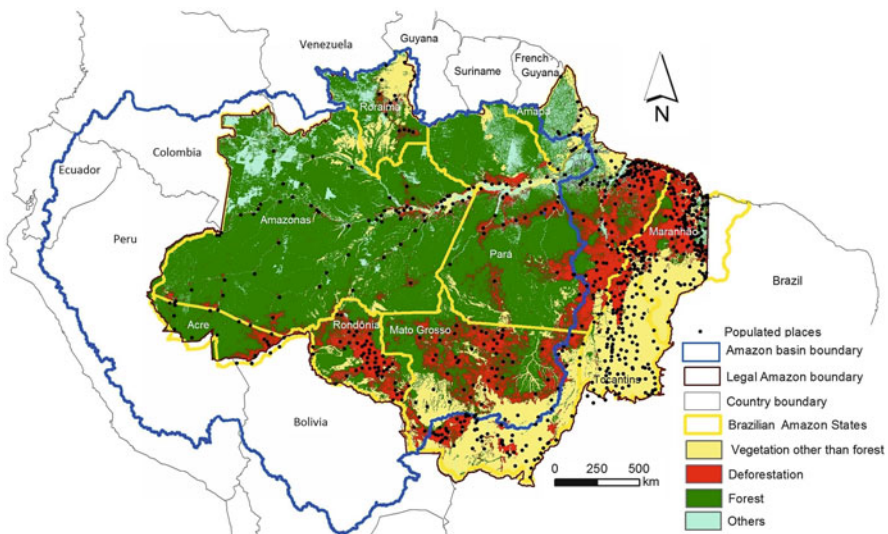 Venezuela
Guyana
Suriname
French-
Guyana
N
Roraima
Amapá
Colombia
Ecuador
Amazonas
Peru
Pará
Maranhão
Brazil
Acre
Rondônia
Mato Grosso
Tocantins
Bolivia
Populated places
Amazon basin boundary
Legal Amazon boundary
Country boundary
Brazilian Amazon States
Vegetation other than forest
Deforestation
Forest
Others
0 250 500
km